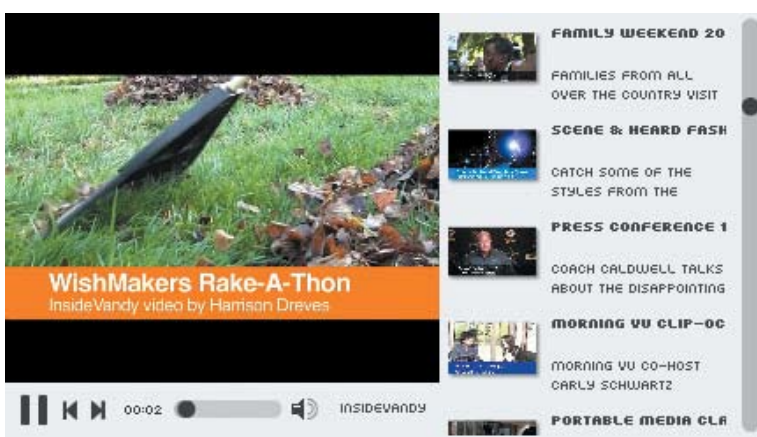 WishMakers Rake-A-Thon
InsideVandy video by Harrison Dreves
00:02
INSIDEVANDY
FAMILY WEEKEND 20
FAMILIES FROM ALL
OVER THE COUNTRY VISIT
SCENE & HEARD FASH
CATCH SOME OF THE
STYLES FROM THE
PRESS CONFERENCE 1
COACH CALDWELL TALKS
ABOUT THE DISAPPOINTING
MORNING VU CLIP-OC
MORNING VU CO-HOST
CARLY SCHWARTZ
PORTABLE MEDIA CLA